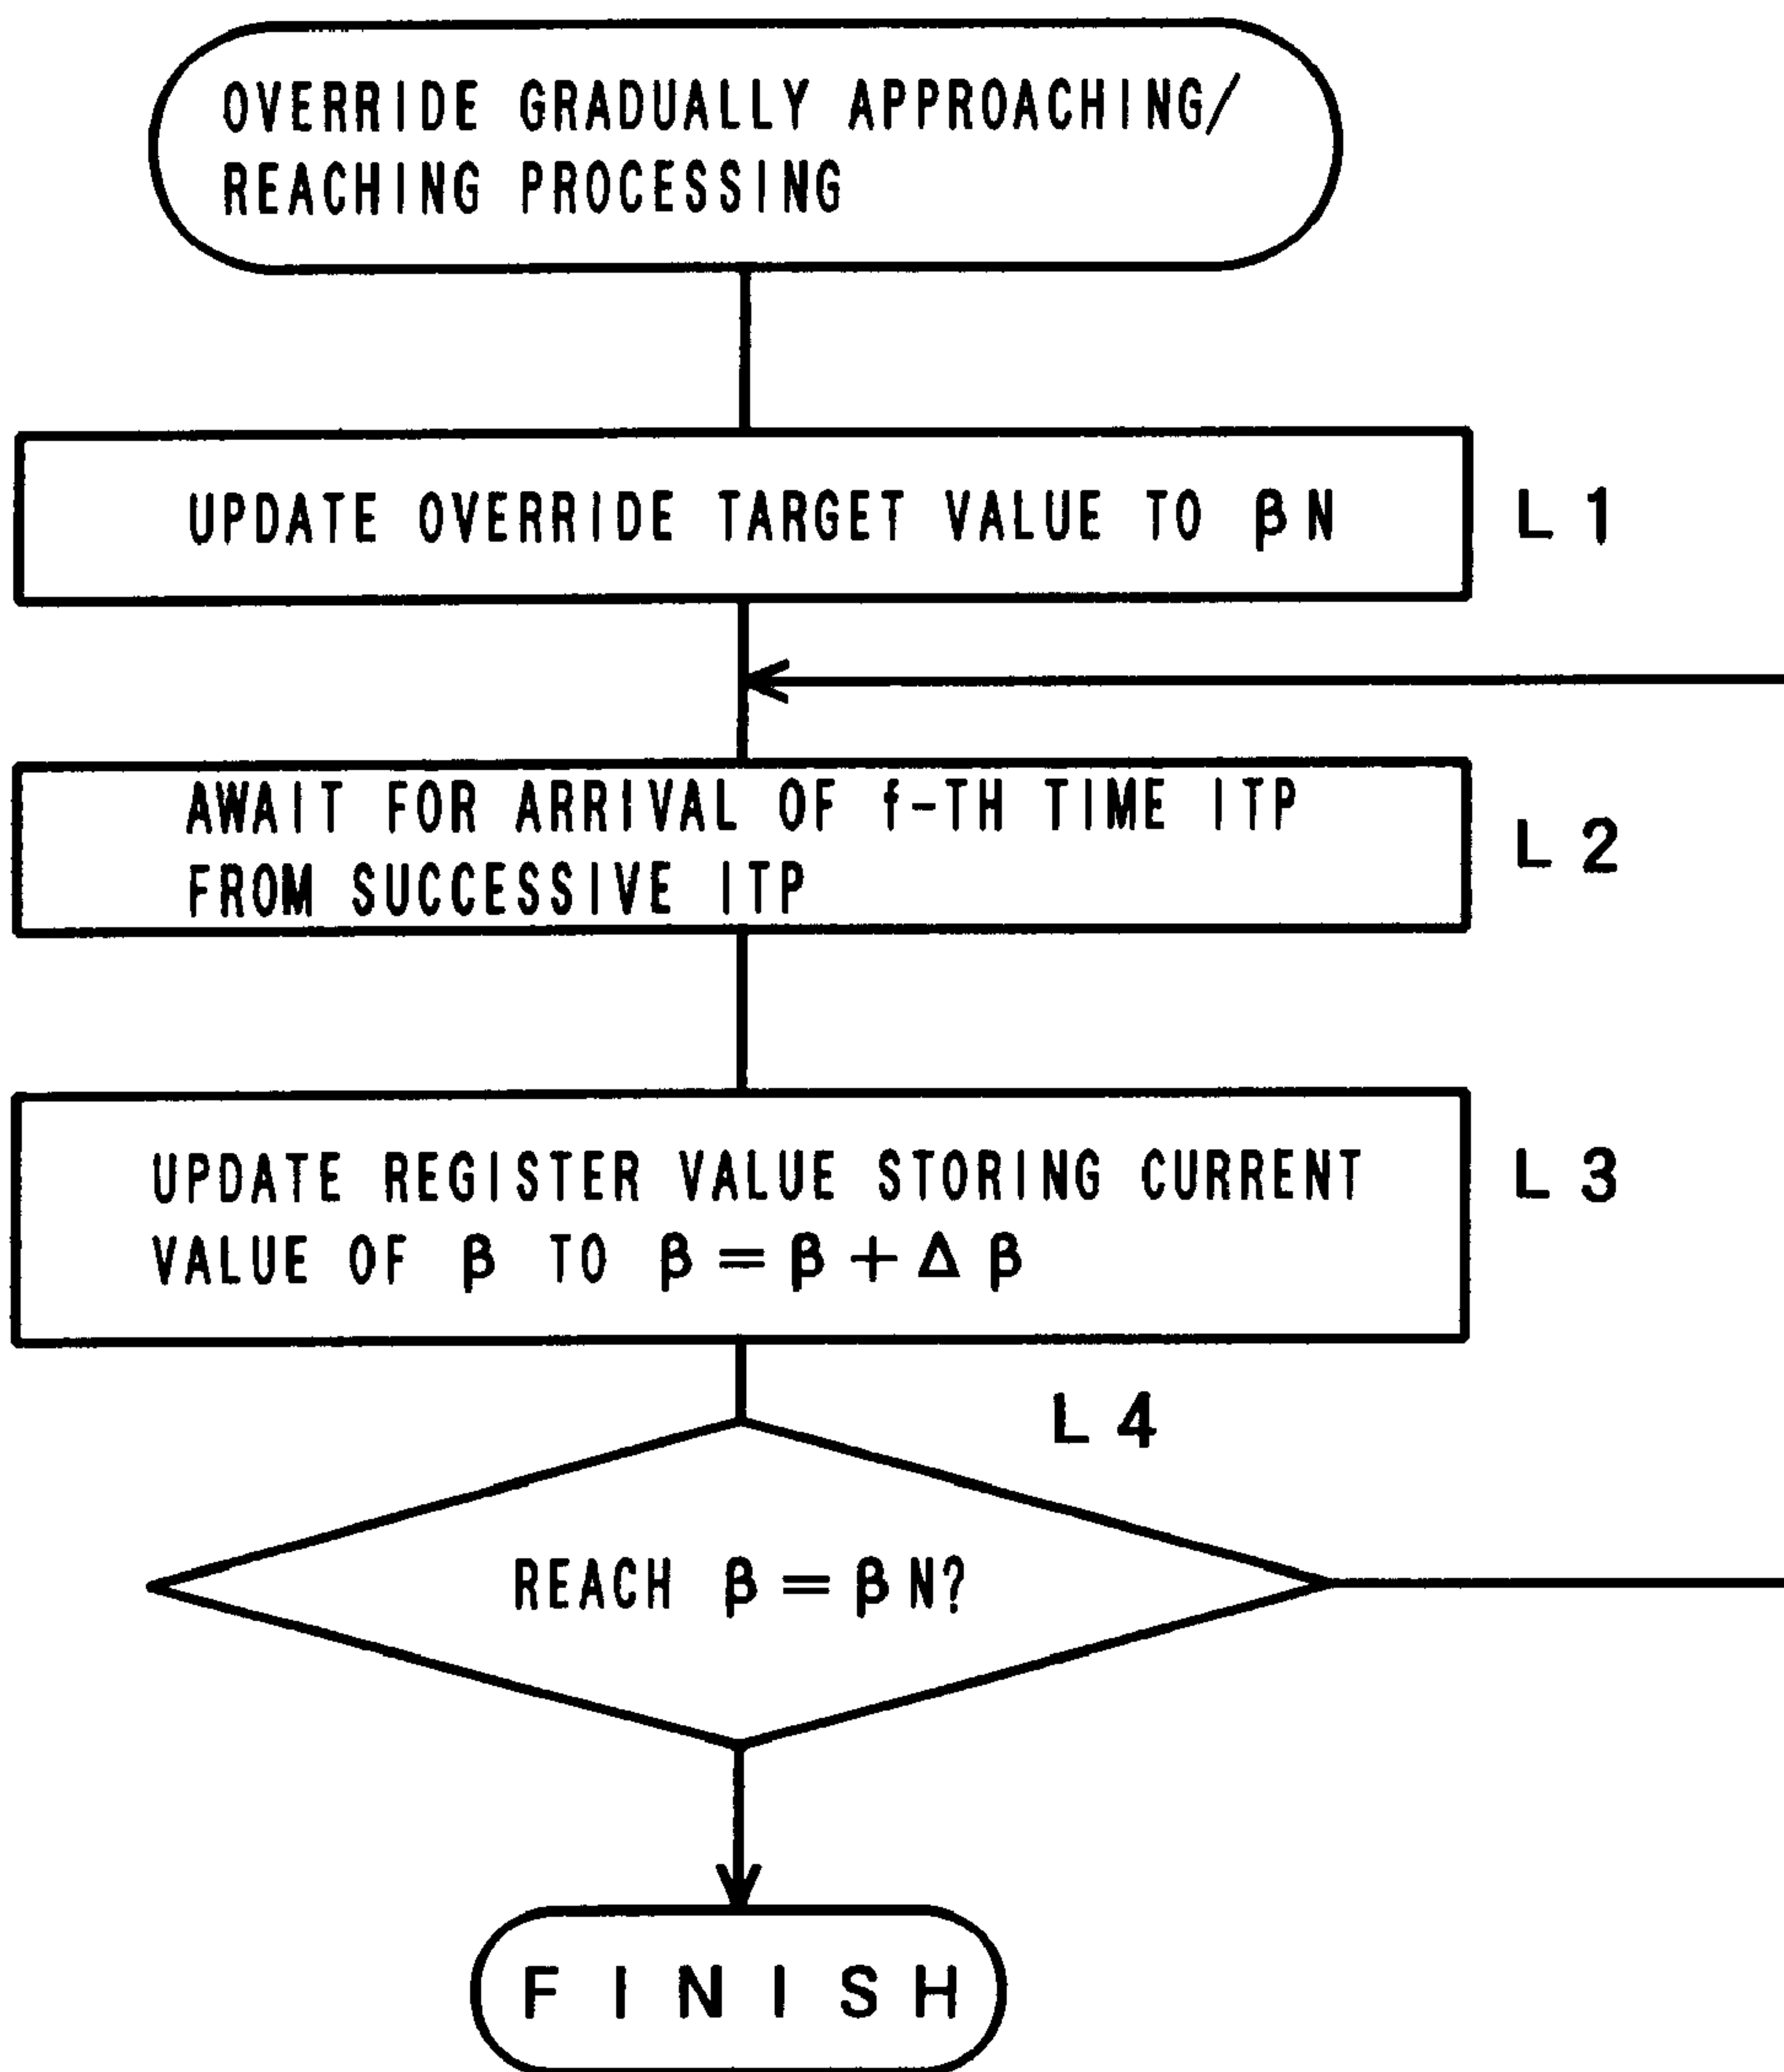 OVERRIDE GRADUALLY APPROACHING/
REACHING PROCESSING
UPDATE OVERRIDE TARGET VALUE TO βN
L1
AWAIT FOR ARRIVAL OF f-TH TIME ITP
FROM SUCCESSIVE ITP
L2
UPDATE REGISTER VALUE STORING CURRENT
VALUE OF β TO β=β+Δβ
L3
L4
REACH β=βN?
FINISH